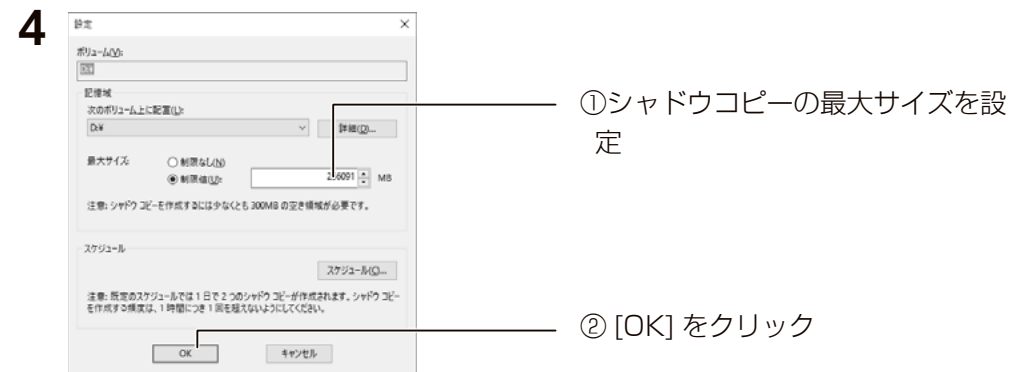 4
設定
ボリューム(V):
D:¥
記憶域
次のボリューム上に配置(L):
D:¥
詳細(D)...
最大サイズ:
制限なし(N)
制限値(U):
MB
注意: シャドウ コピーを作成するには少なくとも 300MB の空き領域が必要です。
スケジュール
スケジュール(C)...
注意: 既定のスケジュールでは 1 日で 2 つのシャドウ コピーが作成されます。シャドウ コピー
を作成する頻度は、1 時間につき 1 回を超えないようにしてください。
OK
キャンセル
①シャドウコピーの最大サイズを設
定
② [OK] をクリック